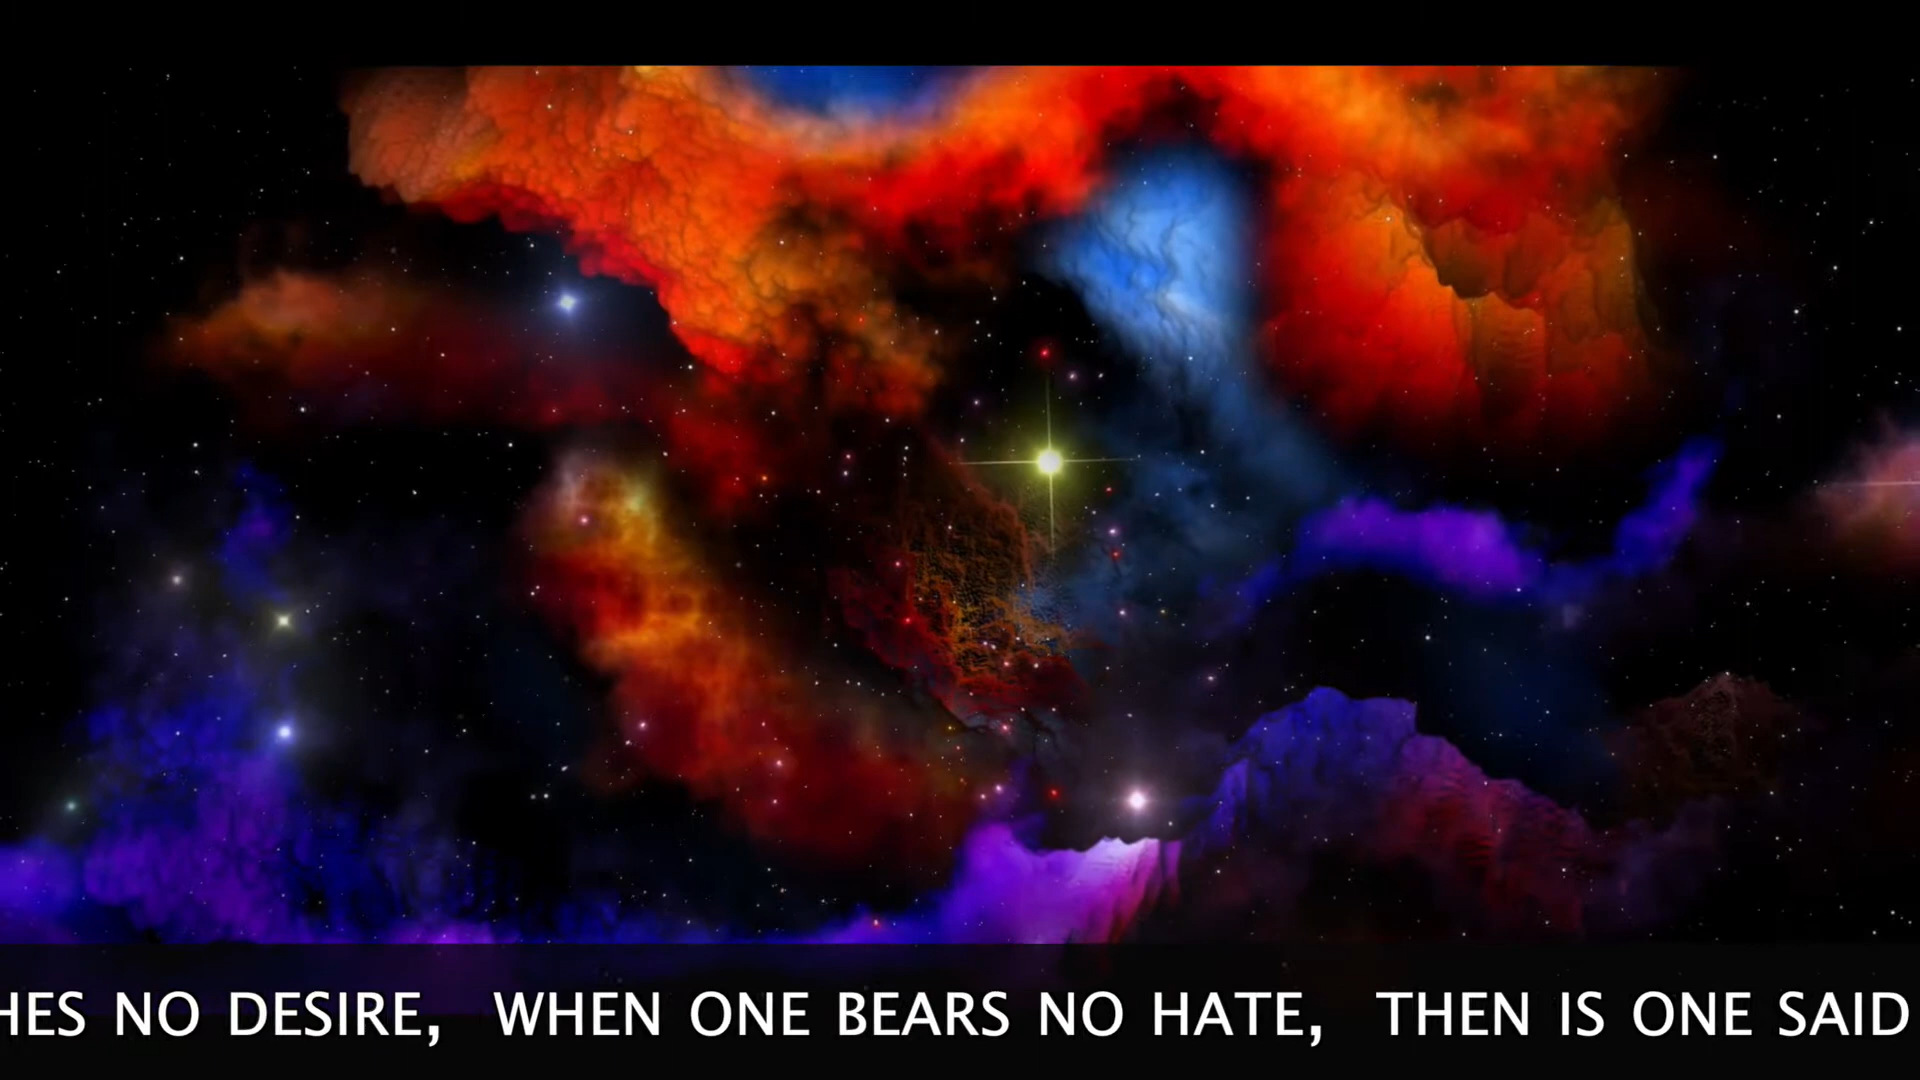 HES NO DESIRE, WHEN ONE BEARS NO HATE, THEN IS ONE SAID